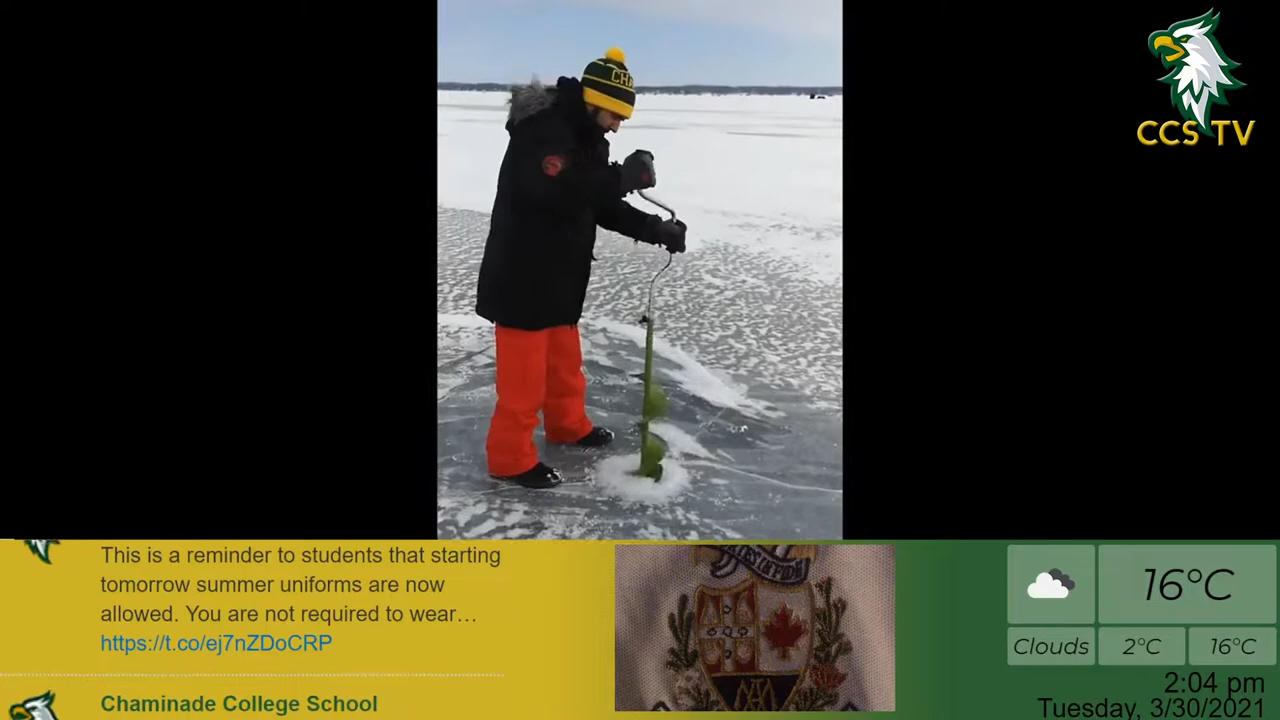 CHA
CCS TV
This is a reminder to students that starting
tomorrow summer uniforms are now
allowed. You are not required to wear…
https://t.co/ej7nZDoCRP
Chaminade College School
16°C
Clouds
2°C
16°C
2:04 pm
Tuesday, 3/30/2021